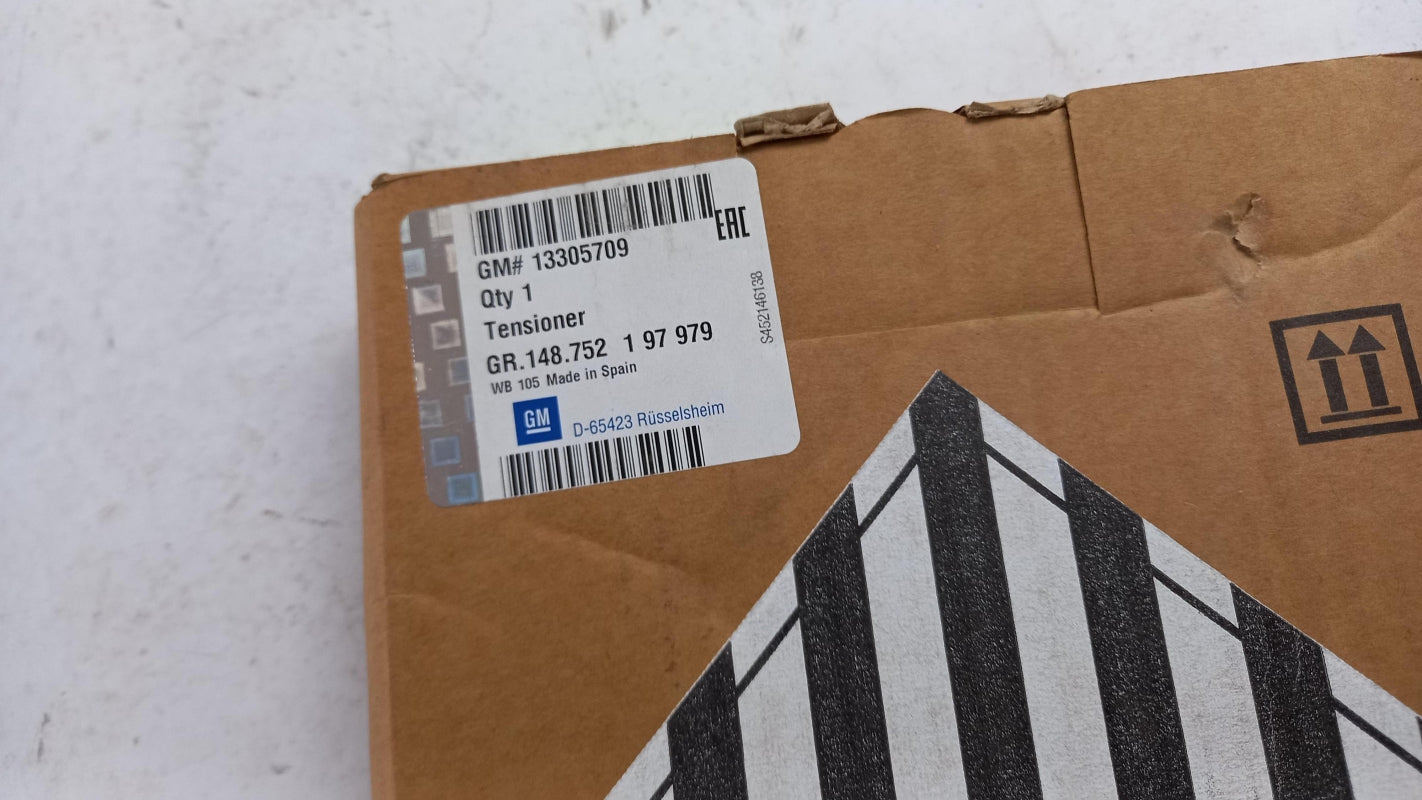 EAC
GM# 13305709
Qty 1
Tensioner
GR.148.752 1 97 979
WB 105 Made in Spain
GM D-65423 Rüsselsheim
S452146138